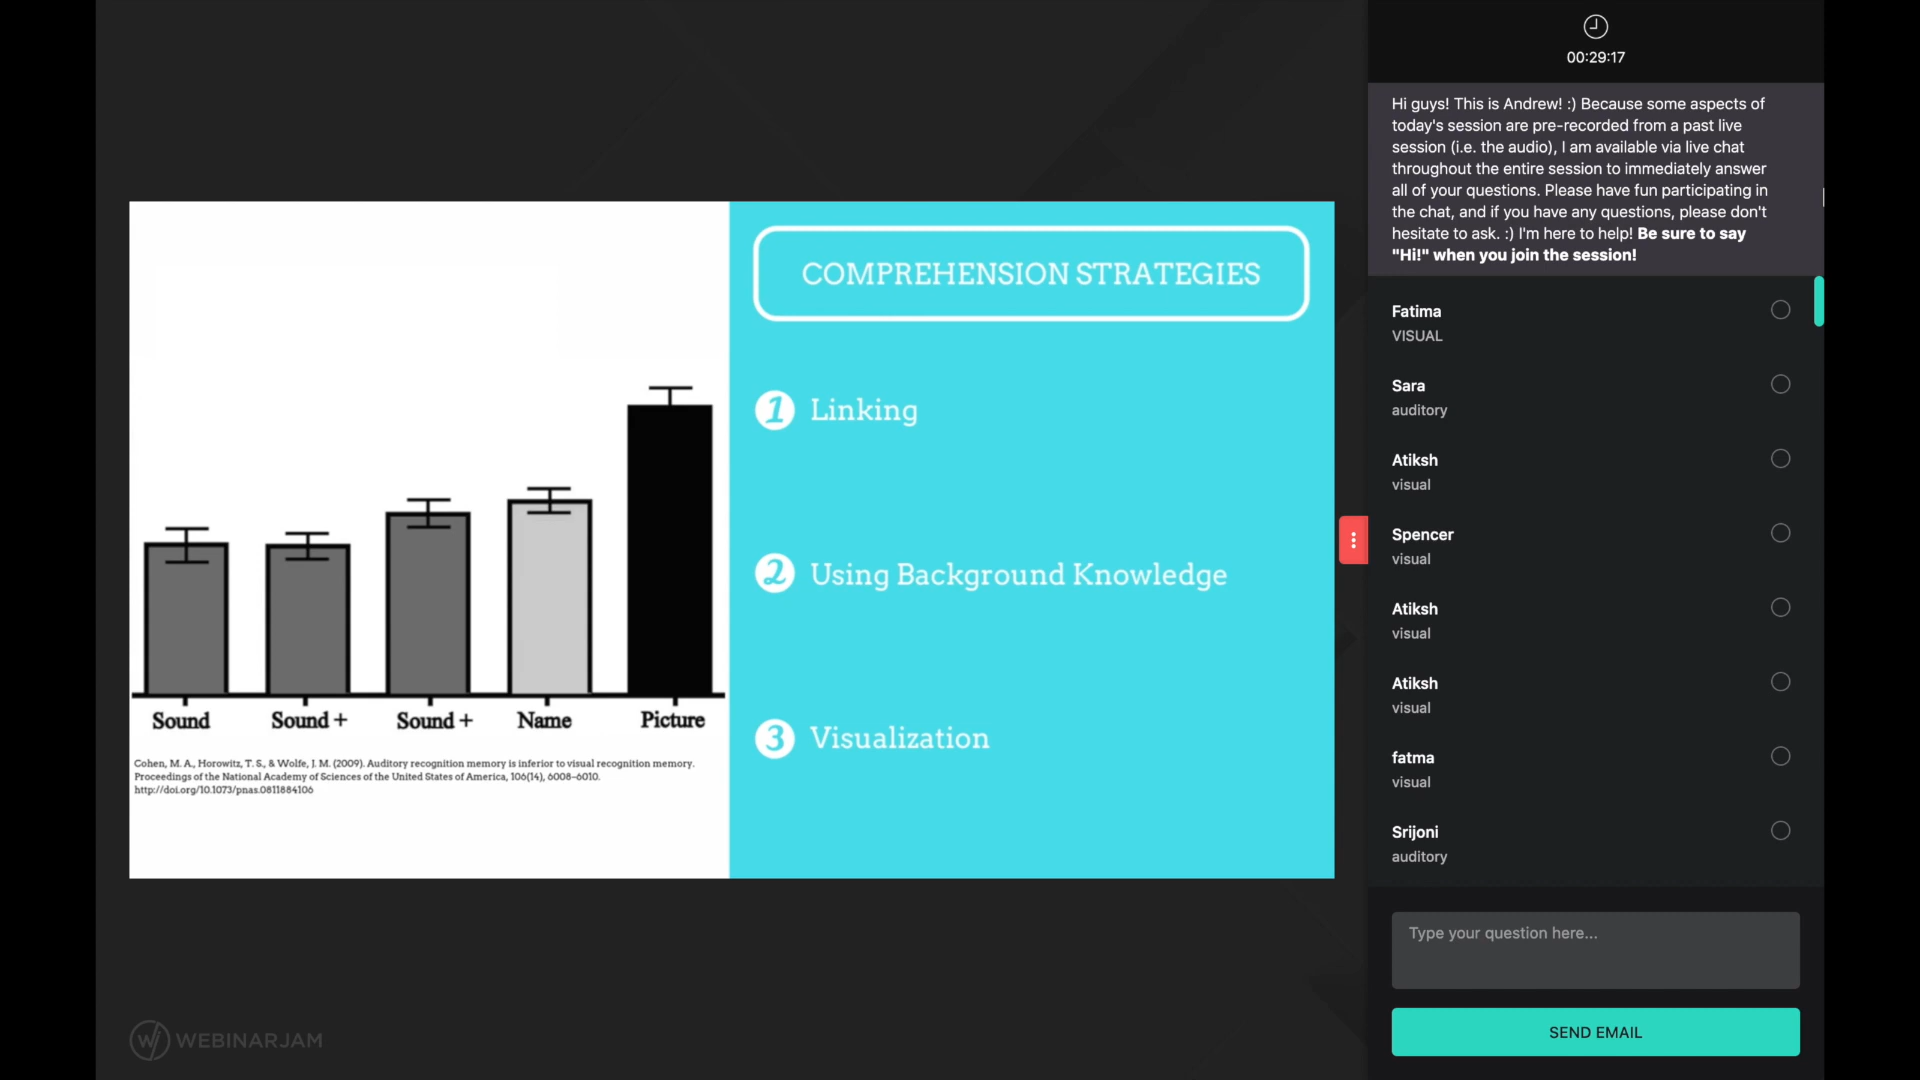 COMPREHENSION STRATEGIES
1 Linking
2 Using Background Knowledge
3 Visualization
Sound
Sound +
Sound +
Name
Picture
Cohen, M. A., Horowitz, T. S., & Wolfe, J. M. (2009). Auditory recognition memory is inferior to visual recognition memory.
Proceedings of the National Academy of Sciences of the United States of America, 106(14), 6008–6010.
http://doi.org/10.1073/pnas.0811884106
WEBINARJAM
00:29:17
Hi guys! This is Andrew! :) Because some aspects of
today's session are pre-recorded from a past live
session (i.e. the audio), I am available via live chat
throughout the entire session to immediately answer
all of your questions. Please have fun participating in
the chat, and if you have any questions, please don't
hesitate to ask. :) I'm here to help! Be sure to say
"Hi!" when you join the session!
Fatima
VISUAL
Sara
auditory
Atiksh
visual
Spencer
visual
Atiksh
visual
Atiksh
visual
fatma
visual
Srijoni
auditory
Type your question here...
SEND EMAIL